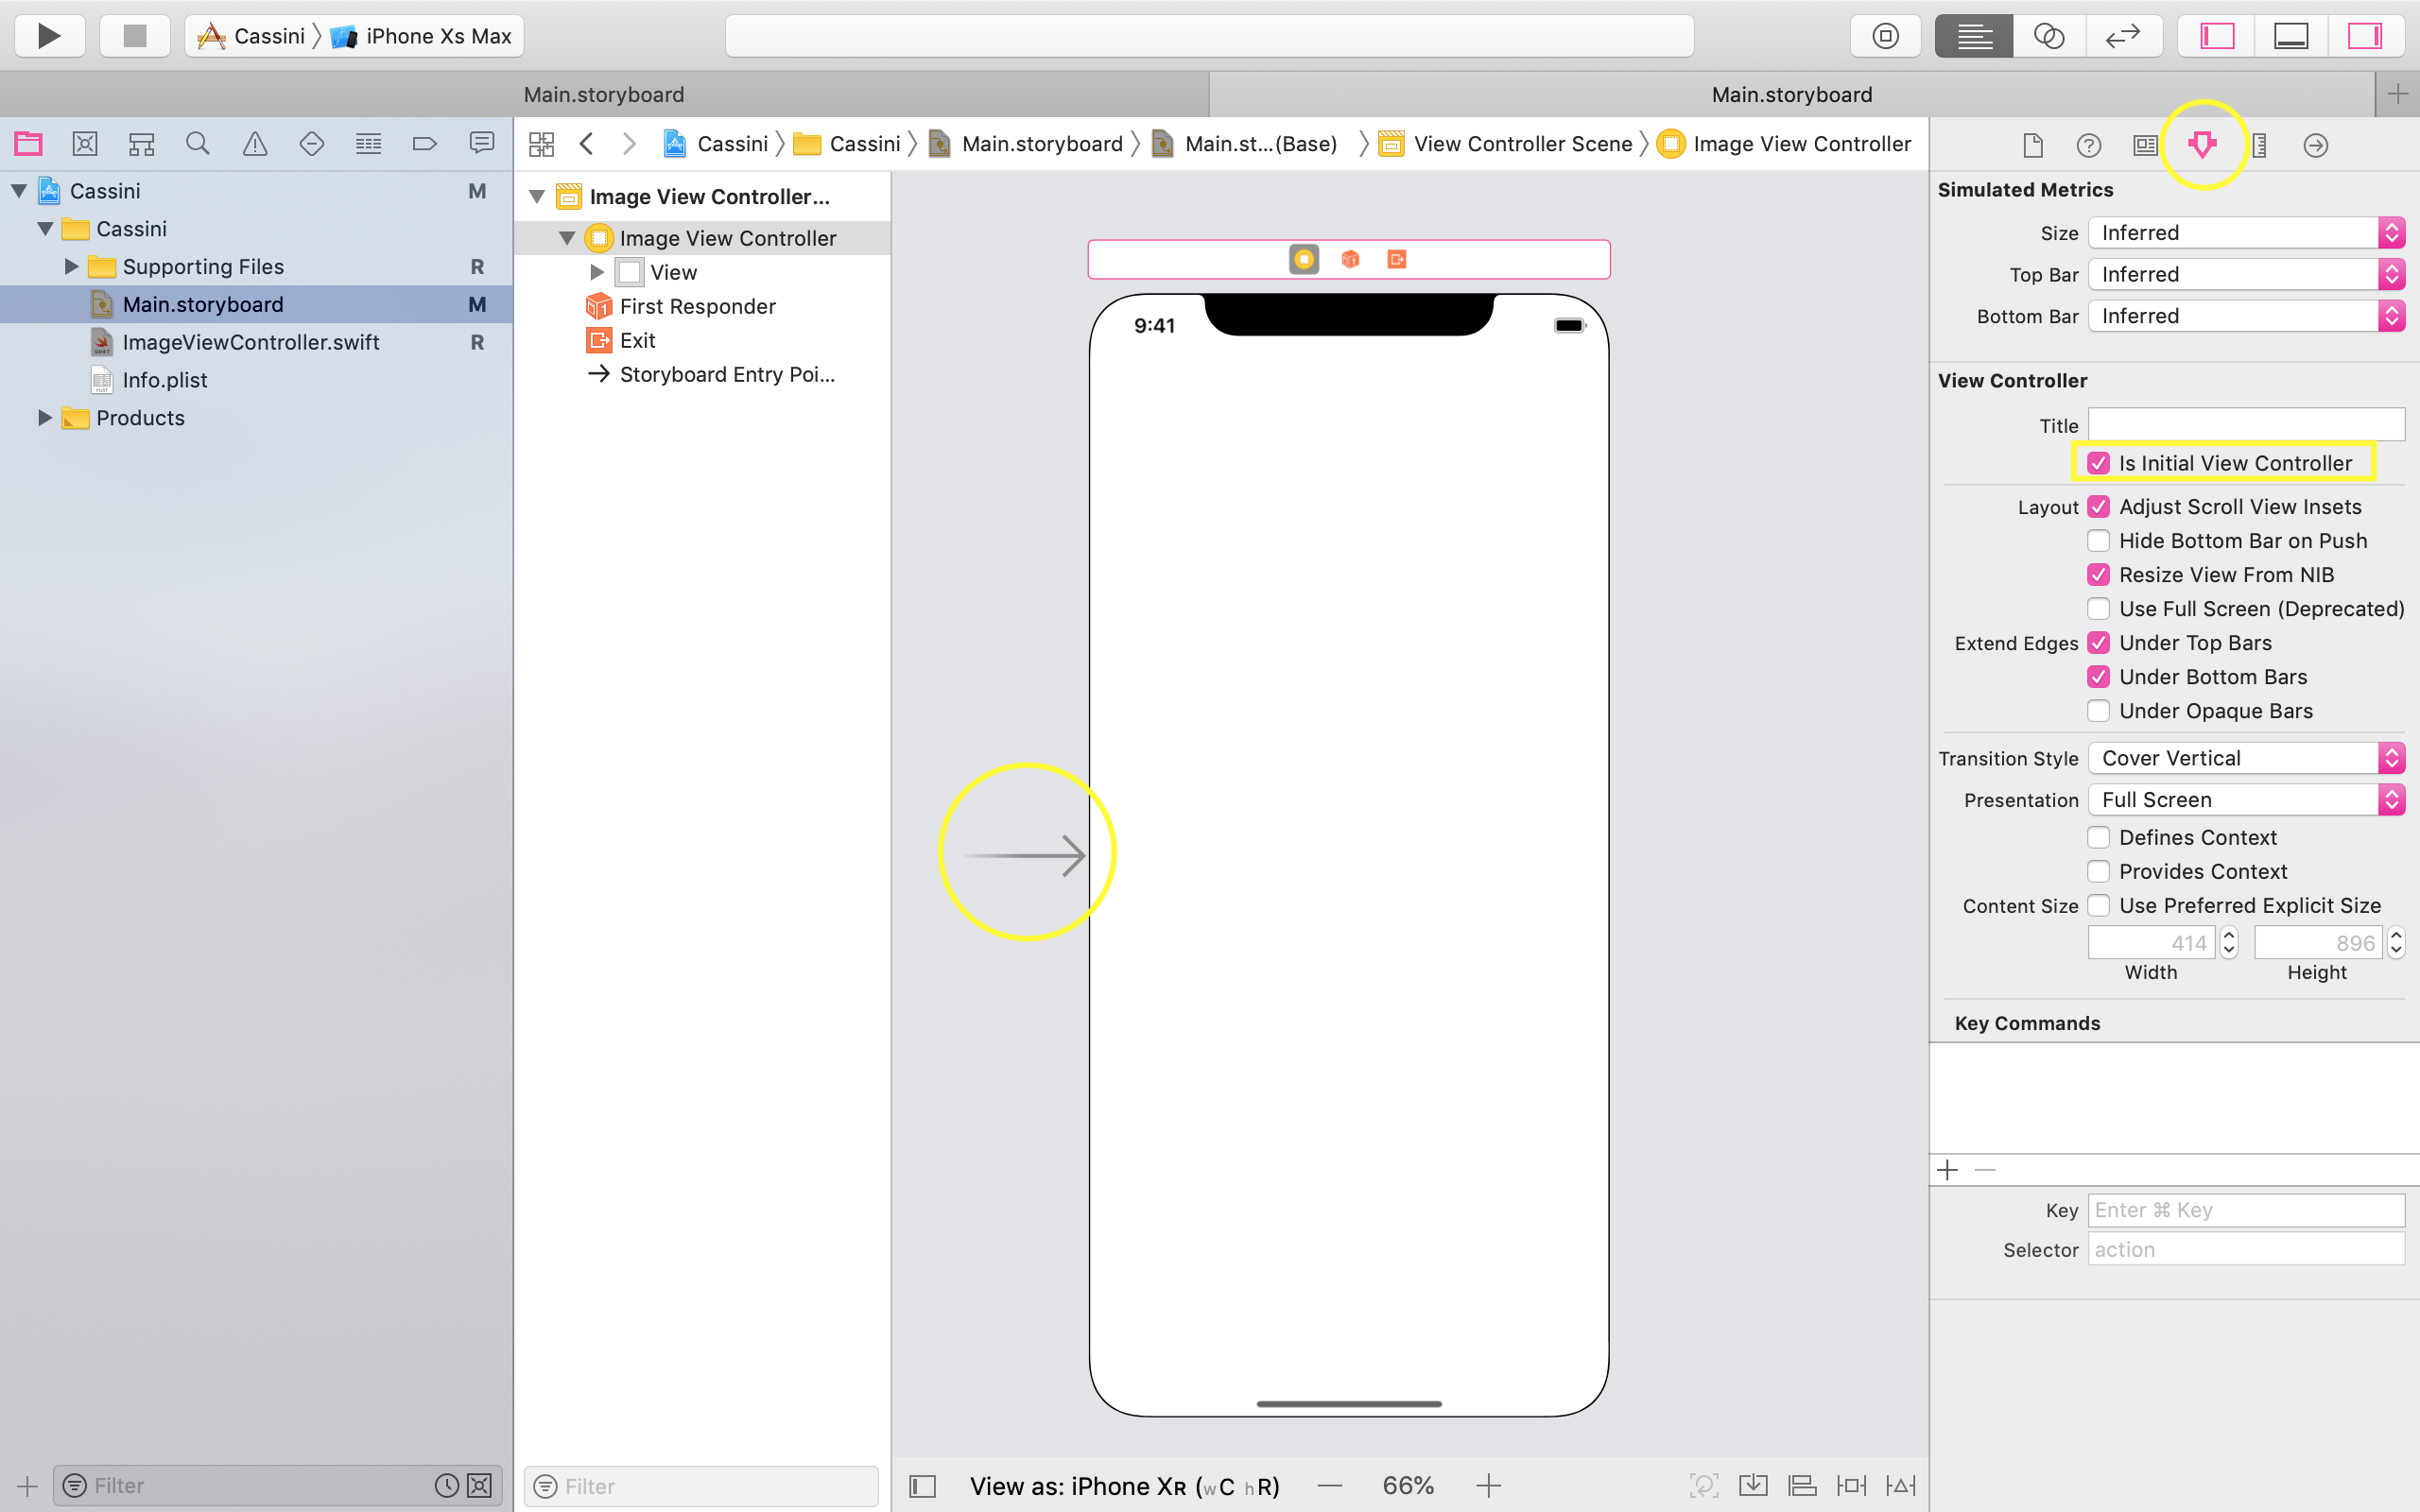 Cassini 〉 iPhone Xs Max
Main.storyboard
Main.storyboard
Cassini M
Cassini
Supporting Files R
Main.storyboard M
ImageViewController.swift R
Info.plist
Products
Filter
Cassini 〉 Cassini 〉 Main.storyboard 〉 Main.st...(Base) 〉 View Controller Scene 〉 Image View Controller
Image View Controller...
Image View Controller
View
First Responder
Exit
Storyboard Entry Poi...
Filter
9:41
View as: iPhone XR (wC hR)
66%
Simulated Metrics
Size Inferred
Top Bar Inferred
Bottom Bar Inferred
View Controller
Title
Is Initial View Controller
Layout Adjust Scroll View Insets
Hide Bottom Bar on Push
Resize View From NIB
Use Full Screen (Deprecated)
Extend Edges Under Top Bars
Under Bottom Bars
Under Opaque Bars
Transition Style Cover Vertical
Presentation Full Screen
Defines Context
Provides Context
Content Size Use Preferred Explicit Size
414 896
Width Height
Key Commands
Key Enter ⌘ Key
Selector action